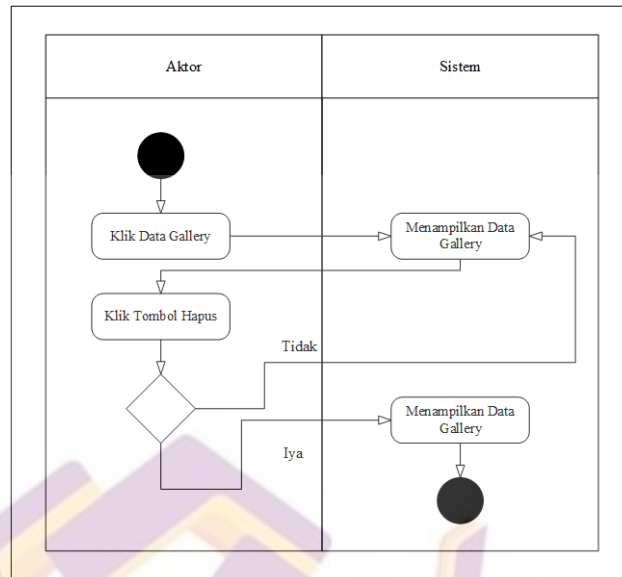 Aktor
Sistem
Klik Data Gallery
Menampilkan Data
Gallery
Klik Tombol Hapus
Tidak
Menampilkan Data
Gallery
Iya